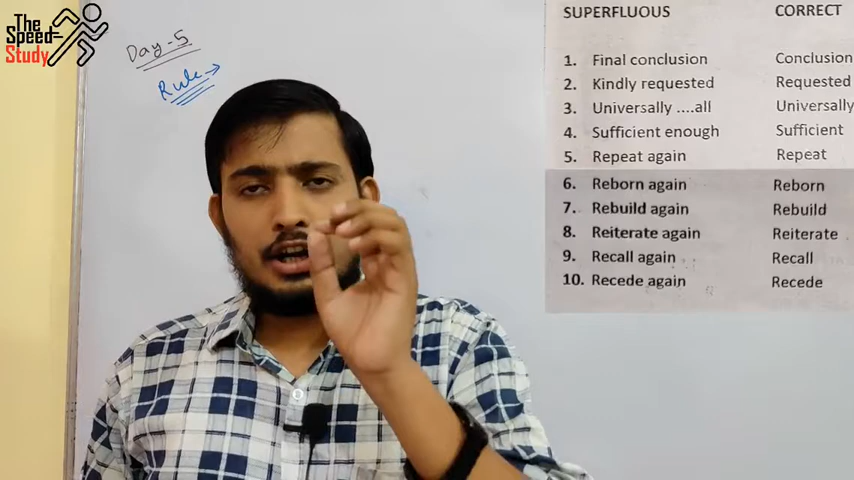 The
Speed
Study
Day-5
Rule→
SUPERFLUOUS CORRECT
1. Final conclusion Conclusion
2. Kindly requested Requested
3. Universally ....all Universally
4. Sufficient enough Sufficient
5. Repeat again Repeat
6. Reborn again Reborn
7. Rebuild again Rebuild
8. Reiterate again Reiterate
9. Recall again Recall
10. Recede again Recede